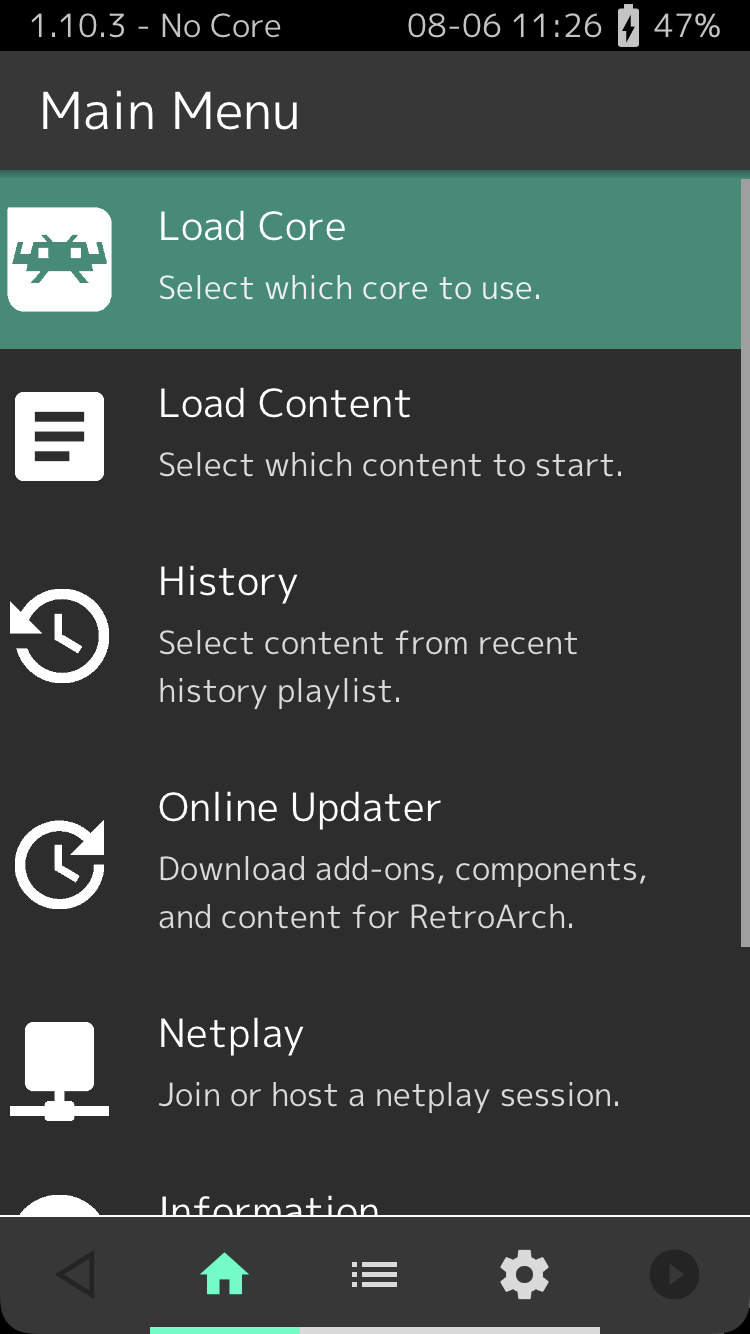 1.10.3 - No Core 08-06 11:26 47%
Main Menu
Load Core
Select which core to use.
Load Content
Select which content to start.
History
Select content from recent
history playlist.
Online Updater
Download add-ons, components,
and content for RetroArch.
Netplay
Join or host a netplay session.
Information